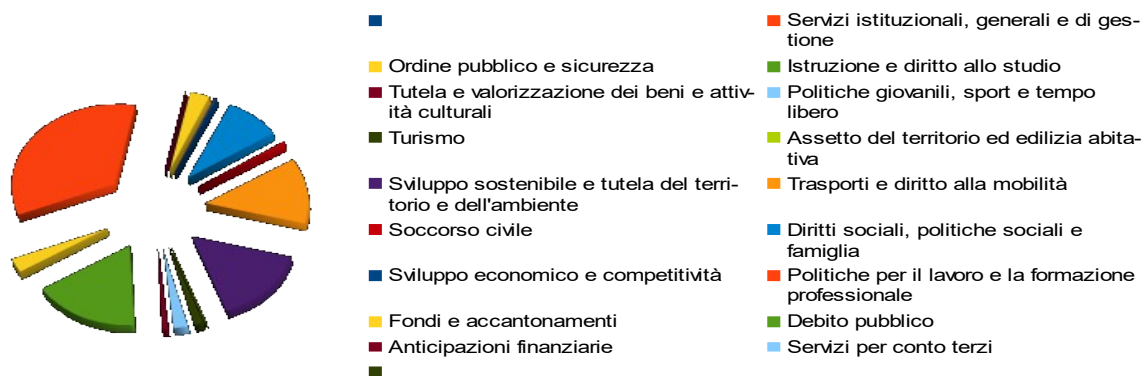 Servizi istituzionali, generali e di ges-
tione
Ordine pubblico e sicurezza
Istruzione e diritto allo studio
Tutela e valorizzazione dei beni e attiv-
ità culturali
Politiche giovanili, sport e tempo
libero
Turismo
Assetto del territorio ed edilizia abita-
tiva
Sviluppo sostenibile e tutela del terri-
torio e dell'ambiente
Trasporti e diritto alla mobilità
Soccorso civile
Diritti sociali, politiche sociali e
famiglia
Sviluppo economico e competitività
Politiche per il lavoro e la formazione
professionale
Fondi e accantonamenti
Debito pubblico
Anticipazioni finanziarie
Servizi per conto terzi